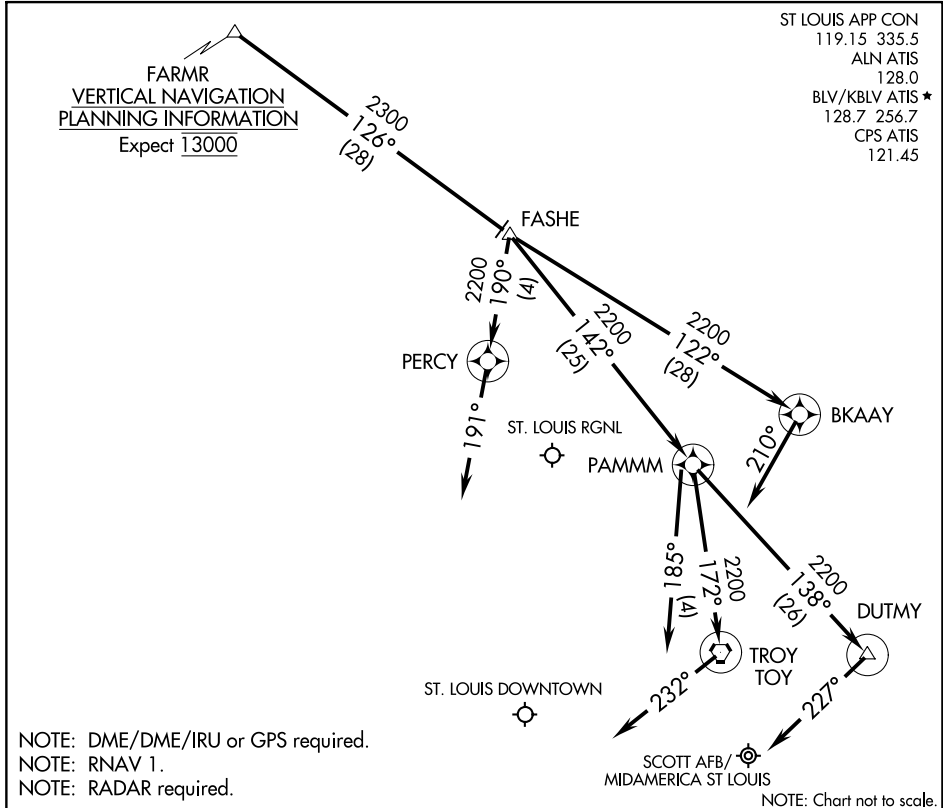 ST LOUIS APP CON
119.15 335.5
ALN ATIS
128.0
BLV/KBLV ATIS ★
128.7 256.7
CPS ATIS
121.45
FARMR
VERTICAL NAVIGATION
PLANNING INFORMATION
Expect 13000
2300
126°
(28)
FASHE
2200
190°
(4)
2200
142°
(25)
2200
122°
(28)
PERCY
191°
ST. LOUIS RGNL
PAMMM
BKAAY
210°
185°
(4)
2200
172°
2200
138°
(26)
DUTMY
TROY
TOY
232°
227°
ST. LOUIS DOWNTOWN
SCOTT AFB/
MIDAMERICA ST LOUIS
NOTE: DME/DME/IRU or GPS required.
NOTE: RNAV 1.
NOTE: RADAR required.
NOTE: Chart not to scale.